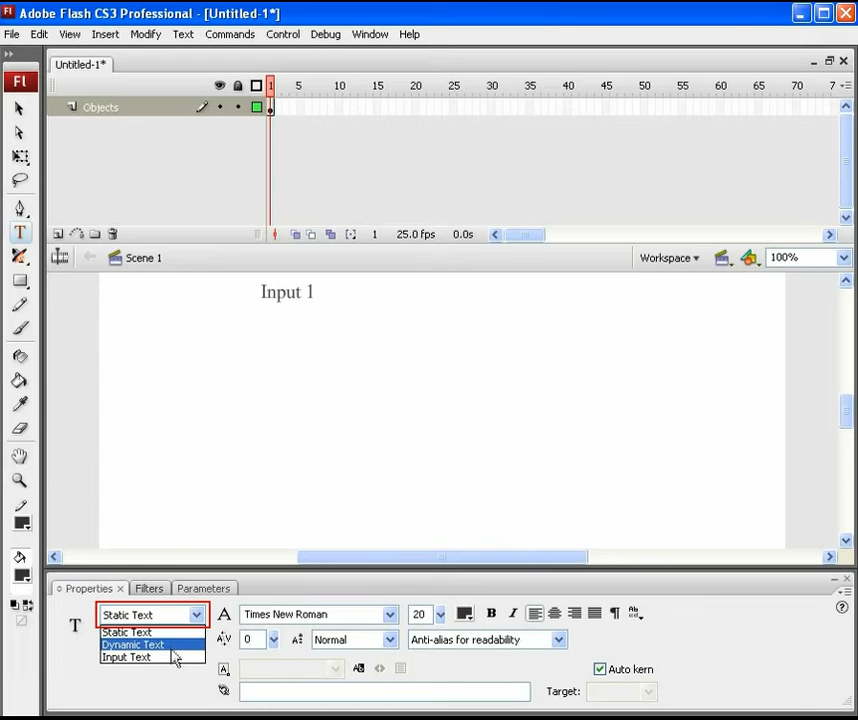 Fl Adobe Flash CS3 Professional - [Untitled-1*]
File Edit View Insert Modify Text Commands Control Debug Window Help
Untitled-1*
Fl
1 5 10 15 20 25 30 35 40 45 50 55 60 65 70 7
Objects
1 25.0 fps 0.0s
Scene 1 Workspace 100%
Input 1
Properties Filters Parameters
T Static Text A Times New Roman 20 B I
Static Text
Dynamic Text
Input Text
A V 0 Normal Anti-alias for readability
Auto kern
Target: